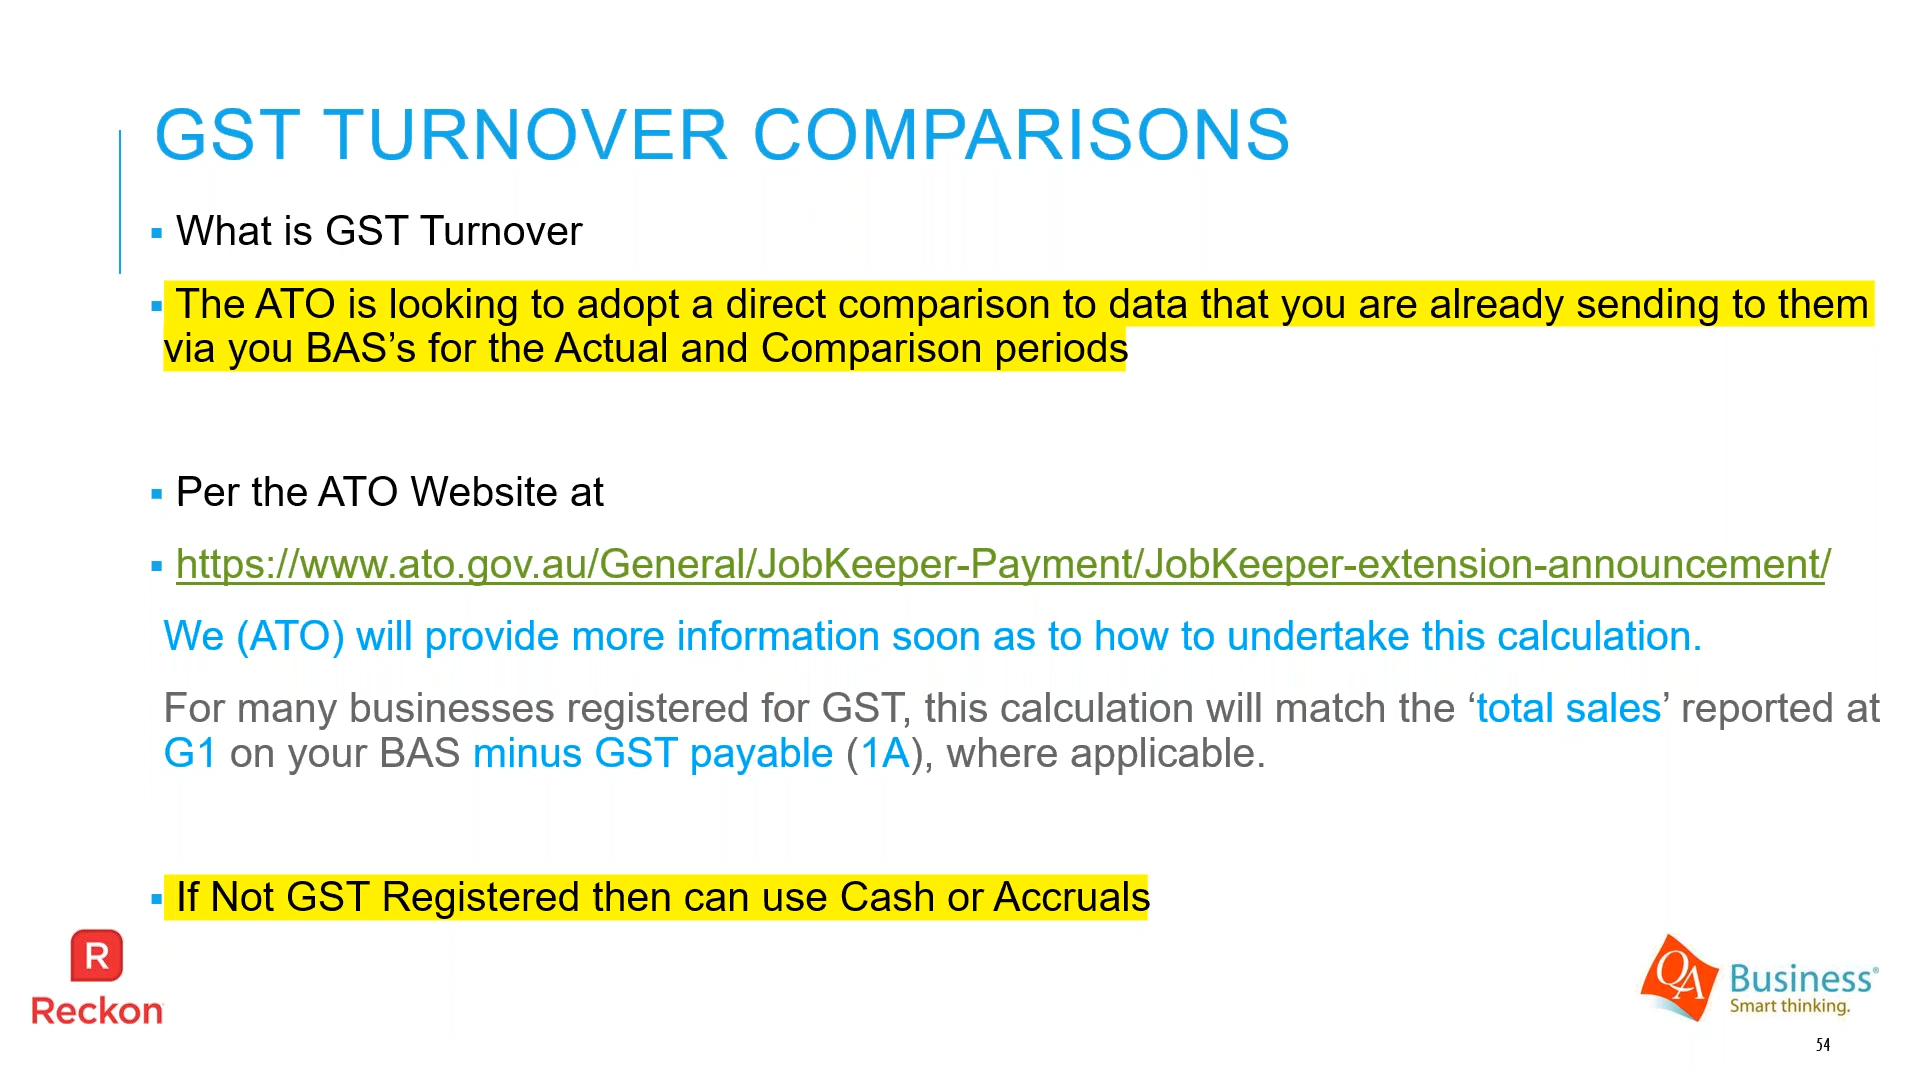 GST TURNOVER COMPARISONS
▪ What is GST Turnover
▪ The ATO is looking to adopt a direct comparison to data that you are already sending to them
via you BAS’s for the Actual and Comparison periods
▪ Per the ATO Website at
▪ https://www.ato.gov.au/General/JobKeeper-Payment/JobKeeper-extension-announcement/
We (ATO) will provide more information soon as to how to undertake this calculation.
For many businesses registered for GST, this calculation will match the ‘total sales’ reported at
G1 on your BAS minus GST payable (1A), where applicable.
▪ If Not GST Registered then can use Cash or Accruals
R
Reckon
QA Business®
Smart thinking.
54